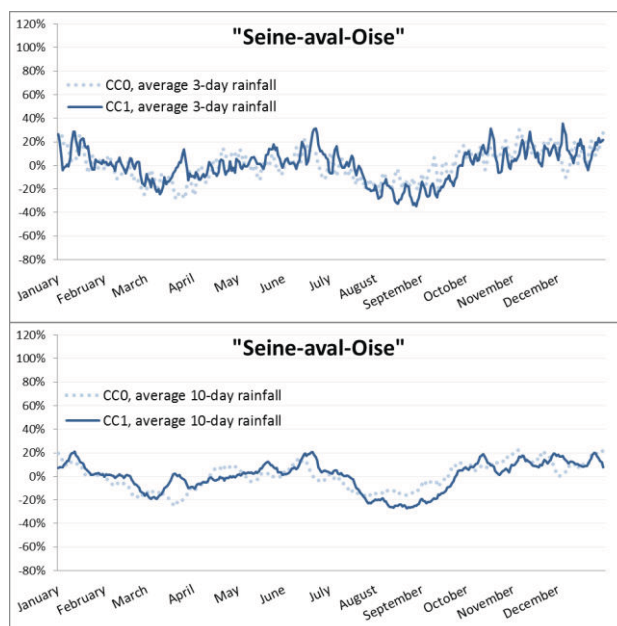 "Seine-aval-Oise"
120%
100%
80%
60%
40%
20%
0%
-20%
-40%
-60%
-80%
CC0, average 3-day rainfall
CC1, average 3-day rainfall
January
February
March
April
May
June
July
August
September
October
November
December
"Seine-aval-Oise"
120%
100%
80%
60%
40%
20%
0%
-20%
-40%
-60%
-80%
CC0, average 10-day rainfall
CC1, average 10-day rainfall
January
February
March
April
May
June
July
August
September
October
November
December